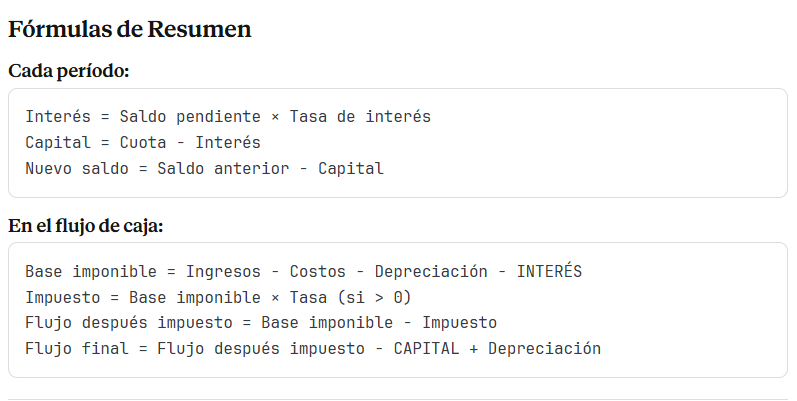 Fórmulas de Resumen
Cada período:
Interés = Saldo pendiente × Tasa de interés
Capital = Cuota - Interés
Nuevo saldo = Saldo anterior - Capital
En el flujo de caja:
Base imponible = Ingresos - Costos - Depreciación - INTERÉS
Impuesto = Base imponible × Tasa (si > 0)
Flujo después impuesto = Base imponible - Impuesto
Flujo final = Flujo después impuesto - CAPITAL + Depreciación